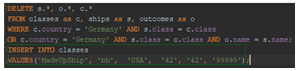 DELETE s.*, o.*, c.*
FROM classes as c, ships as s, outcomes as o
WHERE c.country = 'Germany' AND s.class = c.class
OR c.country = 'Germany' AND s.class = c.class AND o.name = s.name;
INSERT INTO classes
VALUES('MadeUpShip', 'bb', 'USA', '42', '42', '99999');